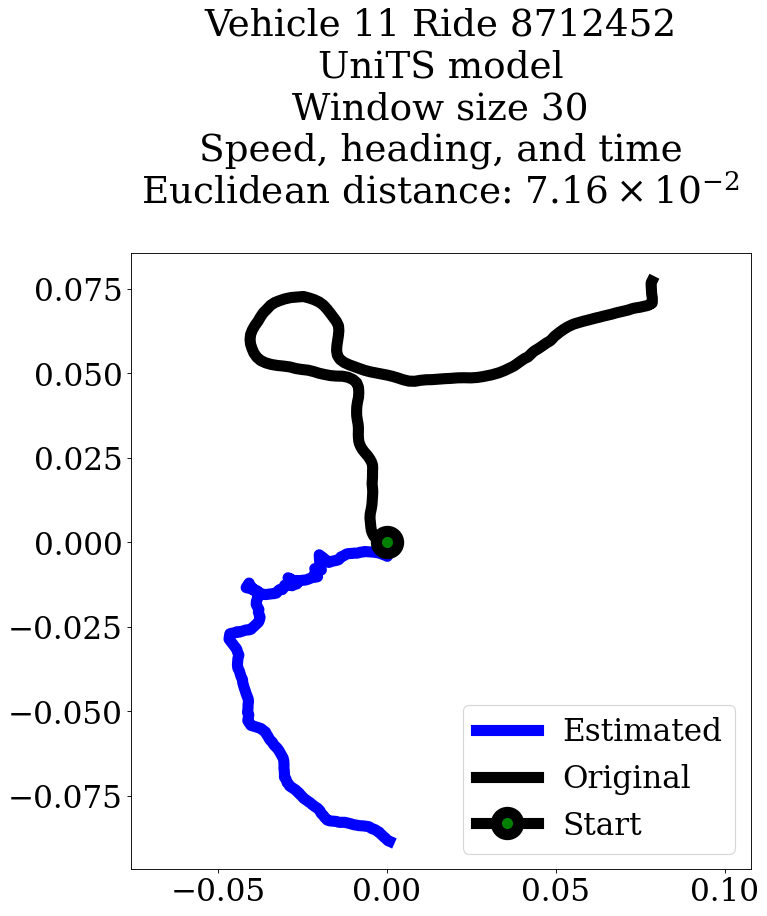 Vehicle 11 Ride 8712452
UniTS model
Window size 30
Speed, heading, and time
Euclidean distance: 7.16 × 10⁻²
0.075
0.050
0.025
0.000
−0.025
−0.050
−0.075
Estimated
Original
Start
−0.05 0.00 0.05 0.10